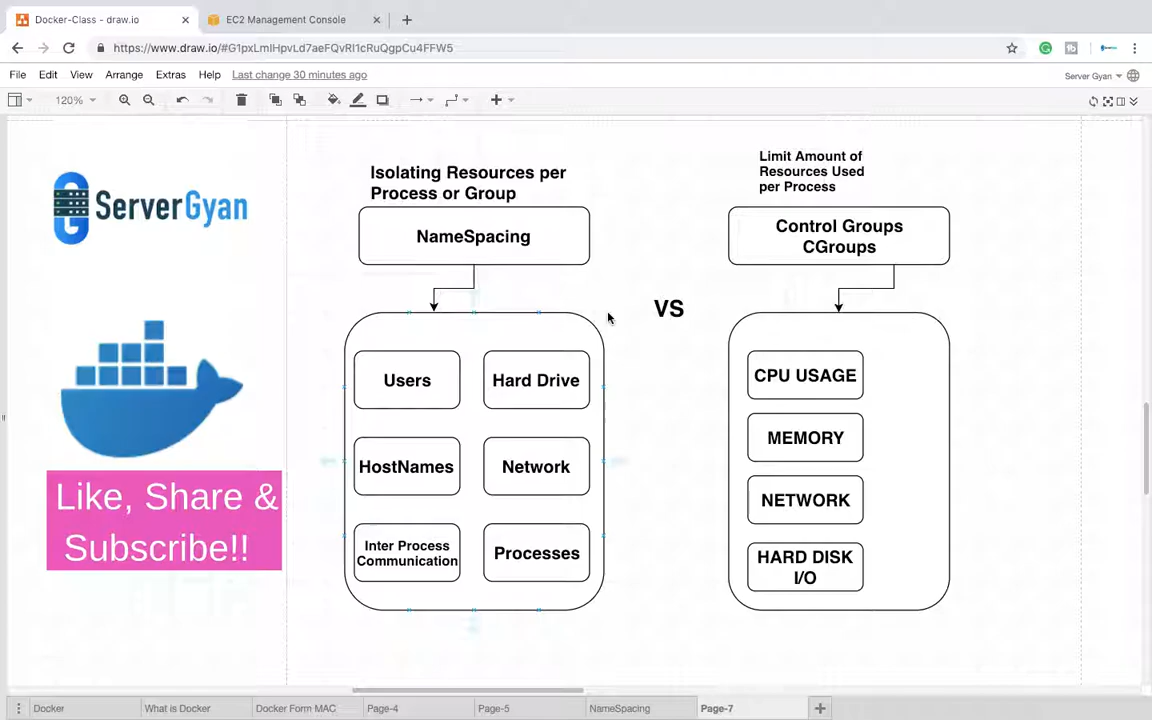 Docker-Class - draw.io
EC2 Management Console
https://www.draw.io/#G1pxLmIHpvLd7aeFQvRI1cRuQgpCu4FFW5
File Edit View Arrange Extras Help Last change 30 minutes ago
Server Gyan
120%
ServerGyan
Like, Share &
Subscribe!!
Isolating Resources per
Process or Group
NameSpacing
Users
Hard Drive
HostNames
Network
Inter Process
Communication
Processes
VS
Limit Amount of
Resources Used
per Process
Control Groups
CGroups
CPU USAGE
MEMORY
NETWORK
HARD DISK
I/O
Docker
What is Docker
Docker Form MAC
Page-4
Page-5
NameSpacing
Page-7